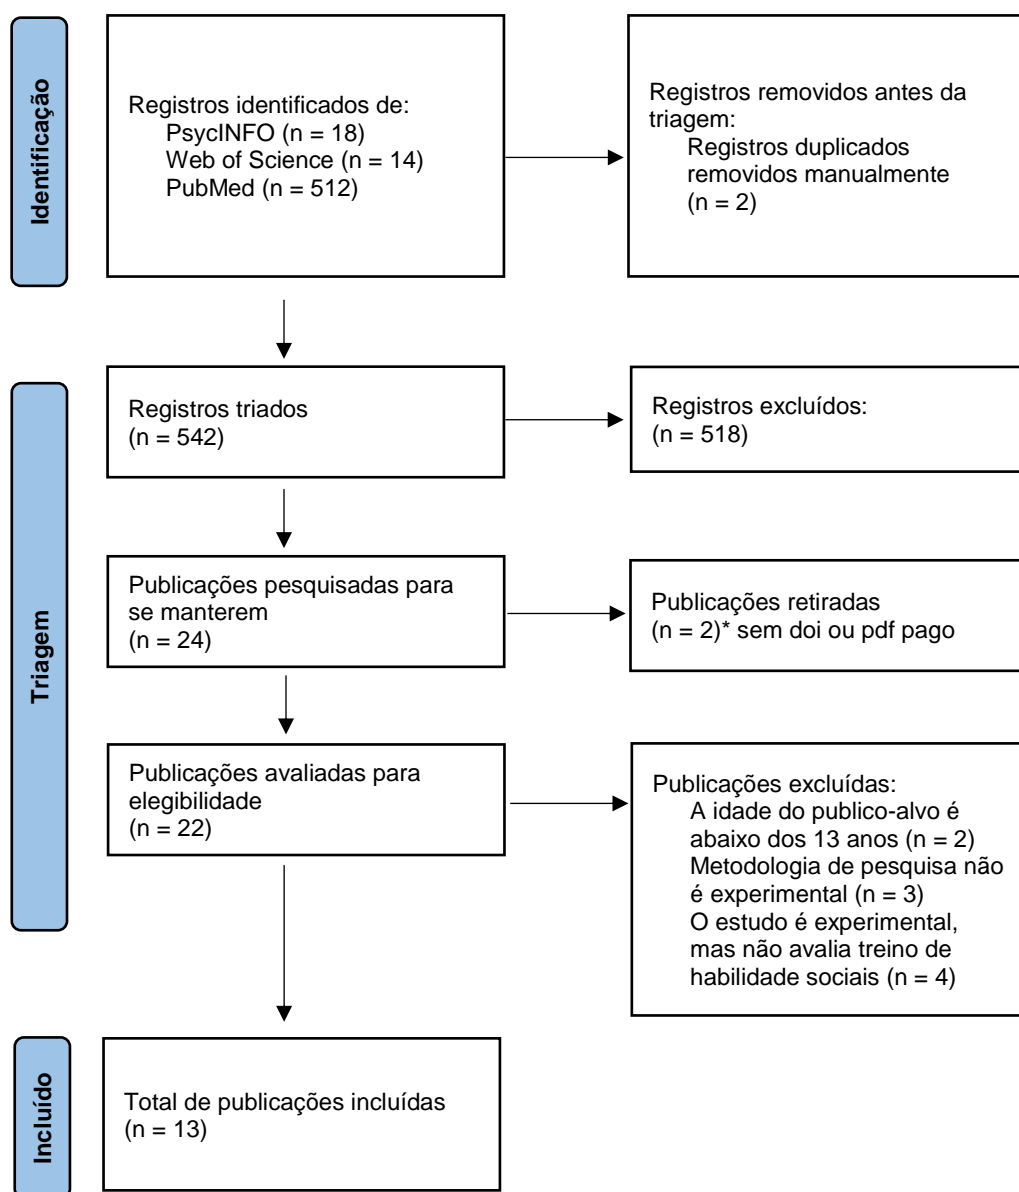 Identificação
Registros identificados de:
PsycINFO (n = 18)
Web of Science (n = 14)
PubMed (n = 512)
Registros removidos antes da
triagem:
Registros duplicados
removidos manualmente
(n = 2)
Triagem
Registros triados
(n = 542)
Registros excluídos:
(n = 518)
Publicações pesquisadas para
se manterem
(n = 24)
Publicações retiradas
(n = 2)* sem doi ou pdf pago
Publicações avaliadas para
elegibilidade
(n = 22)
Publicações excluídas:
A idade do publico-alvo é
abaixo dos 13 anos (n = 2)
Metodologia de pesquisa não
é experimental (n = 3)
O estudo é experimental,
mas não avalia treino de
habilidade sociais (n = 4)
Incluído
Total de publicações incluídas
(n = 13)